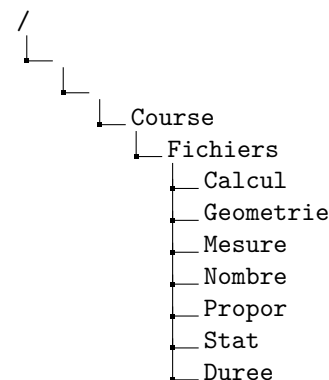 /
Course
Fichiers
Calcul
Geometrie
Mesure
Nombre
Propor
Stat
Duree